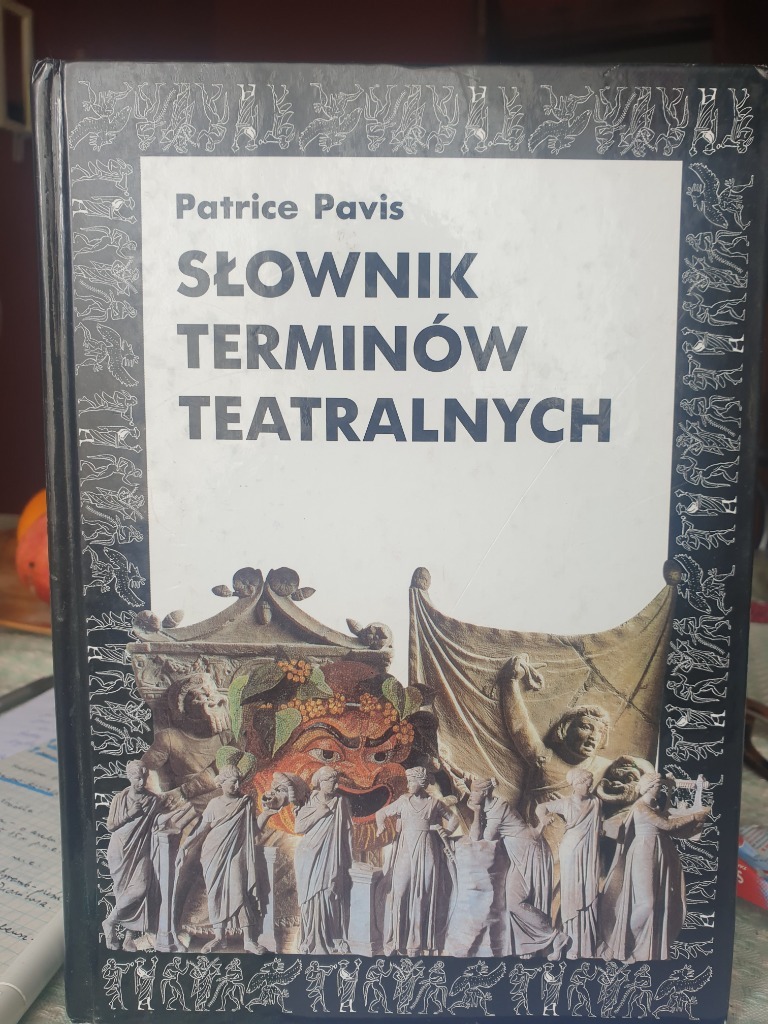 Patrice Pavis
SŁOWNIK
TERMINÓW
TEATRALNYCH